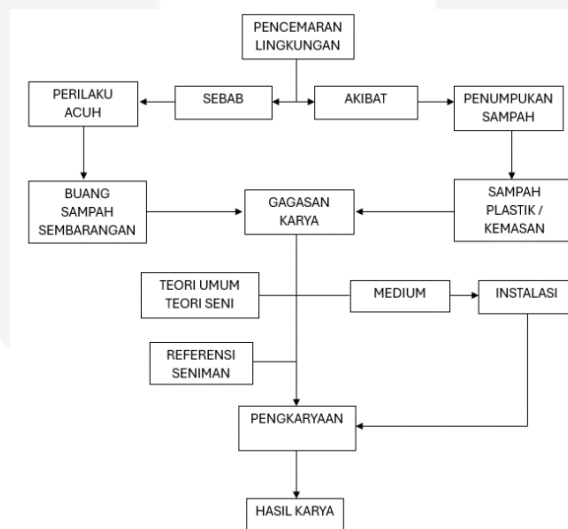 PENCEMARAN
LINGKUNGAN
PERILAKU
ACUH
SEBAB
AKIBAT
PENUMPUKAN
SAMPAH
BUANG
SAMPAH
SEMBARANGAN
GAGASAN
KARYA
SAMPAH
PLASTIK /
KEMASAN
TEORI UMUM
TEORI SENI
MEDIUM
INSTALASI
REFERENSI
SENIMAN
PENGKARYAAN
HASIL KARYA